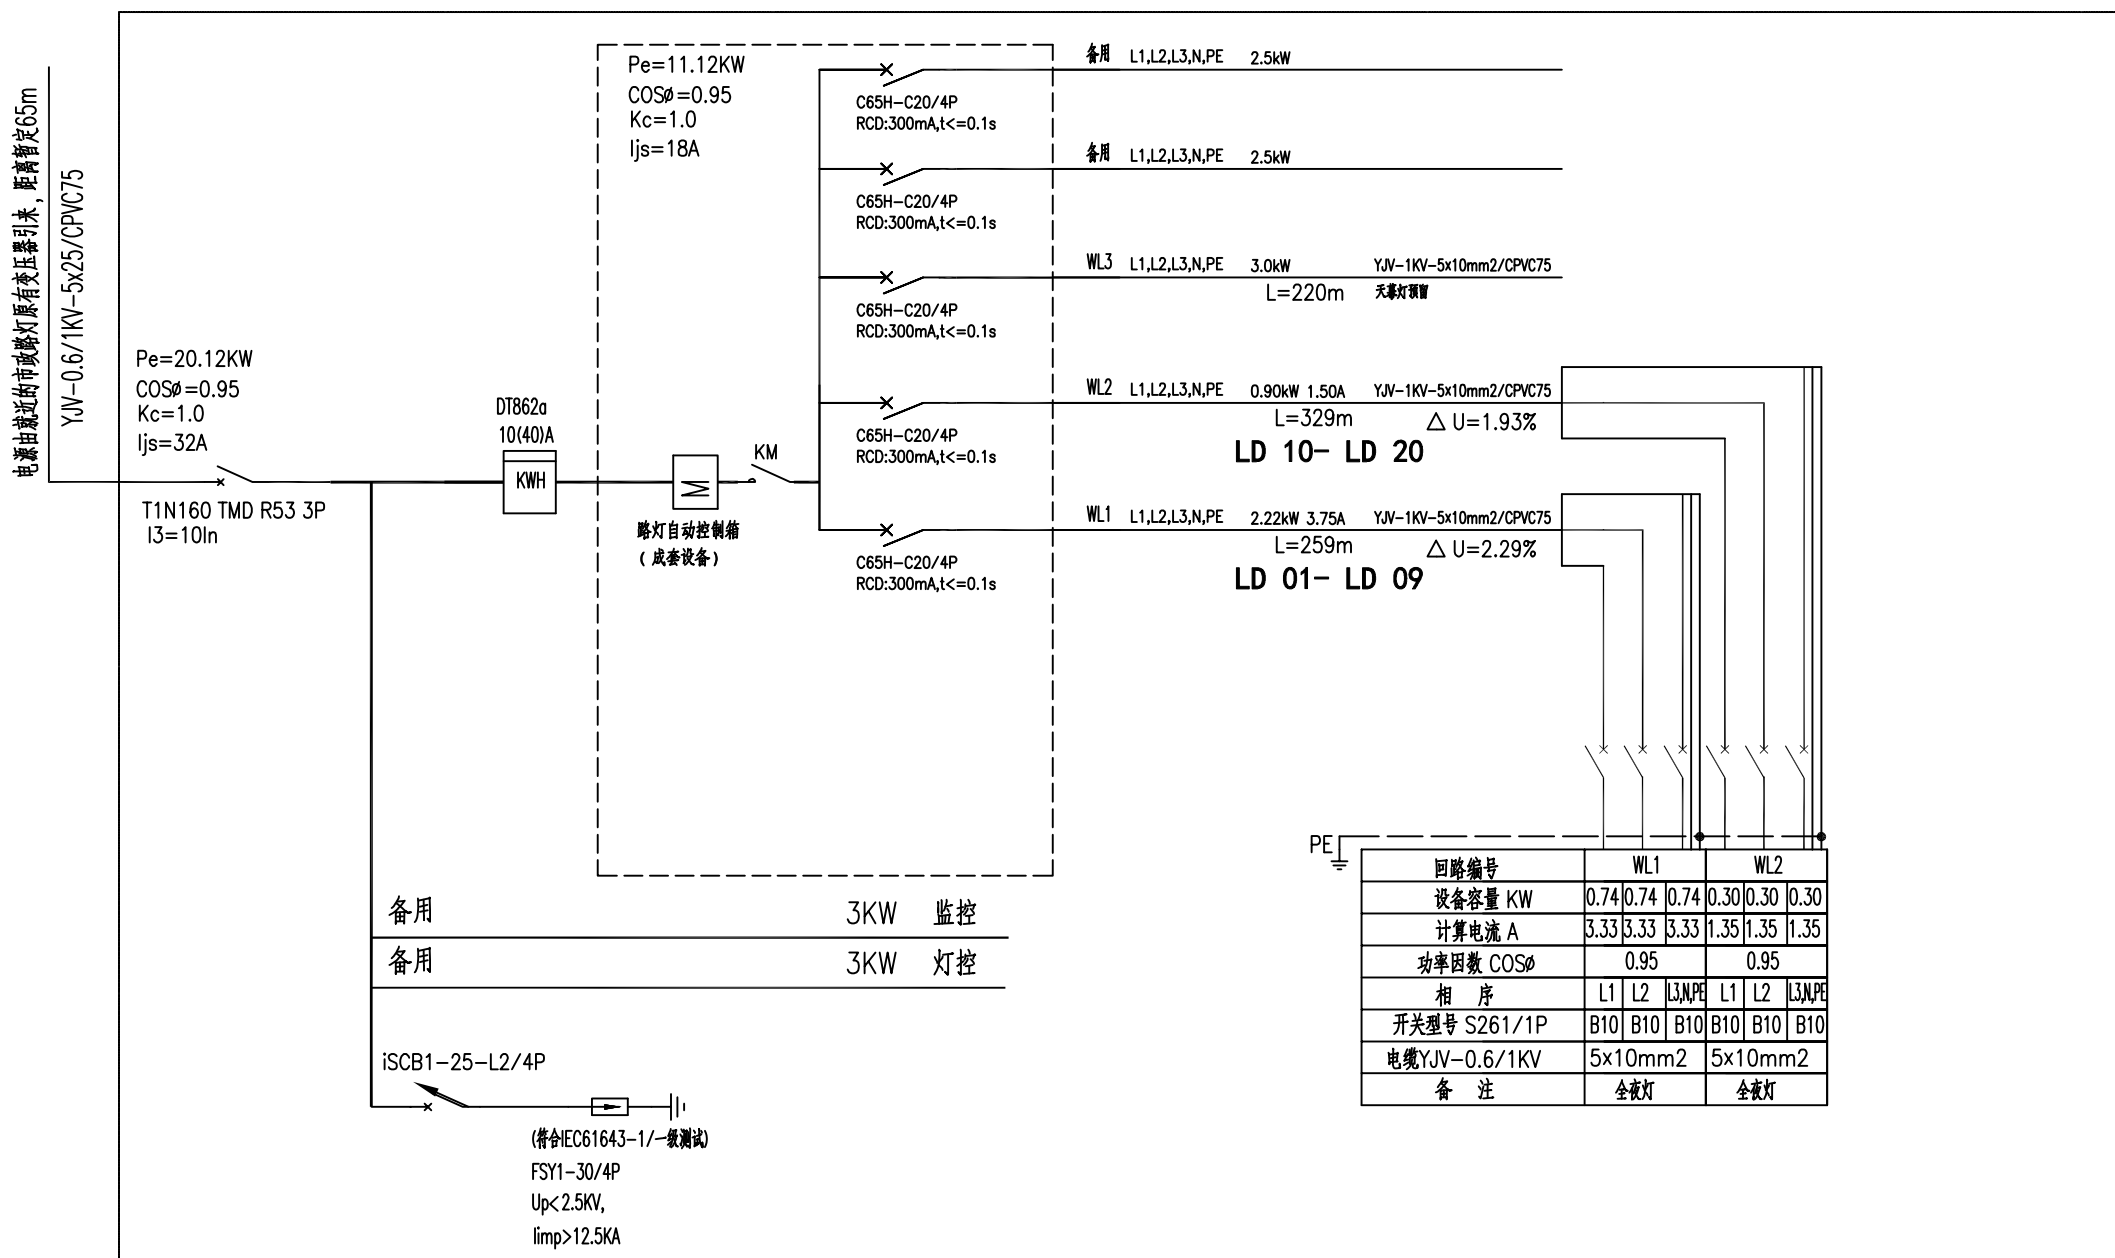 电源由就近的市政路灯原有变压器引来，距离暂定65m
YJV-0.6/1KV-5x25/CPVC75
Pe=20.12KW
COSø=0.95
Kc=1.0
Ijs=32A
T1N160 TMD R53 3P
I3=10In
DT862a
10(40)A
KWH
Pe=11.12KW
COSø=0.95
Kc=1.0
Ijs=18A
路灯自动控制箱
(成套设备)
KM
C65H-C20/4P
RCD:300mA,t<=0.1s
备用 L1,L2,L3,N,PE 2.5kW
C65H-C20/4P
RCD:300mA,t<=0.1s
备用 L1,L2,L3,N,PE 2.5kW
C65H-C20/4P
RCD:300mA,t<=0.1s
WL3 L1,L2,L3,N,PE 3.0kW YJV-1KV-5x10mm2/CPVC75
L=220m 天幕灯预留
C65H-C20/4P
RCD:300mA,t<=0.1s
WL2 L1,L2,L3,N,PE 0.90kW 1.50A YJV-1KV-5x10mm2/CPVC75
L=329m △U=1.93%
LD 10- LD 20
C65H-C20/4P
RCD:300mA,t<=0.1s
WL1 L1,L2,L3,N,PE 2.22kW 3.75A YJV-1KV-5x10mm2/CPVC75
L=259m △U=2.29%
LD 01- LD 09
备用 3KW 监控
备用 3KW 灯控
iSCB1-25-L2/4P
(符合IEC61643-1/一级测试)
FSY1-30/4P
Up<2.5KV,
Iimp>12.5KA
PE
回路编号 WL1 WL2
设备容量 KW 0.74 0.74 0.74 0.30 0.30 0.30
计算电流 A 3.33 3.33 3.33 1.35 1.35 1.35
功率因数 COSø 0.95 0.95
相 序 L1 L2 L3,N,PE L1 L2 L3,N,PE
开关型号 S261/1P B10 B10 B10 B10 B10 B10
电缆YJV-0.6/1KV 5x10mm2 5x10mm2
备 注 全夜灯 全夜灯